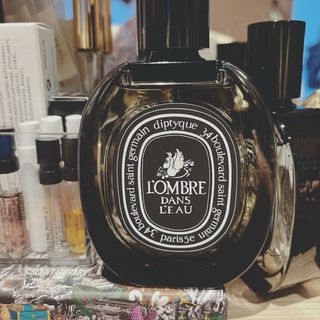 diptyque 34 boulevard saint germain
L'OMBRE
DANS
L'EAU
34 boulevard saint germain
paris5e
SCENT LIBRARY